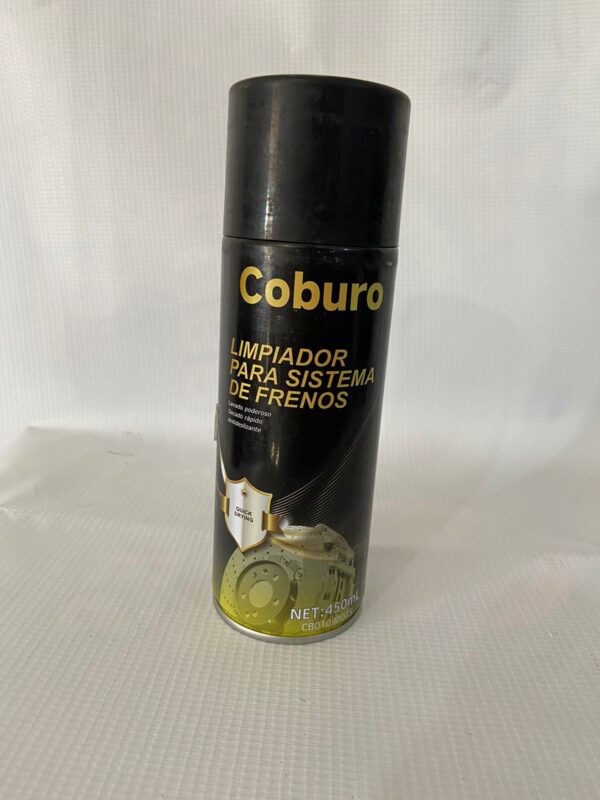 Coburo
LIMPIADOR
PARA SISTEMA
DE FRENOS
Lavado poderoso
Secado rápido
Antideslizante
QUICK
DRYING
NET:450mL